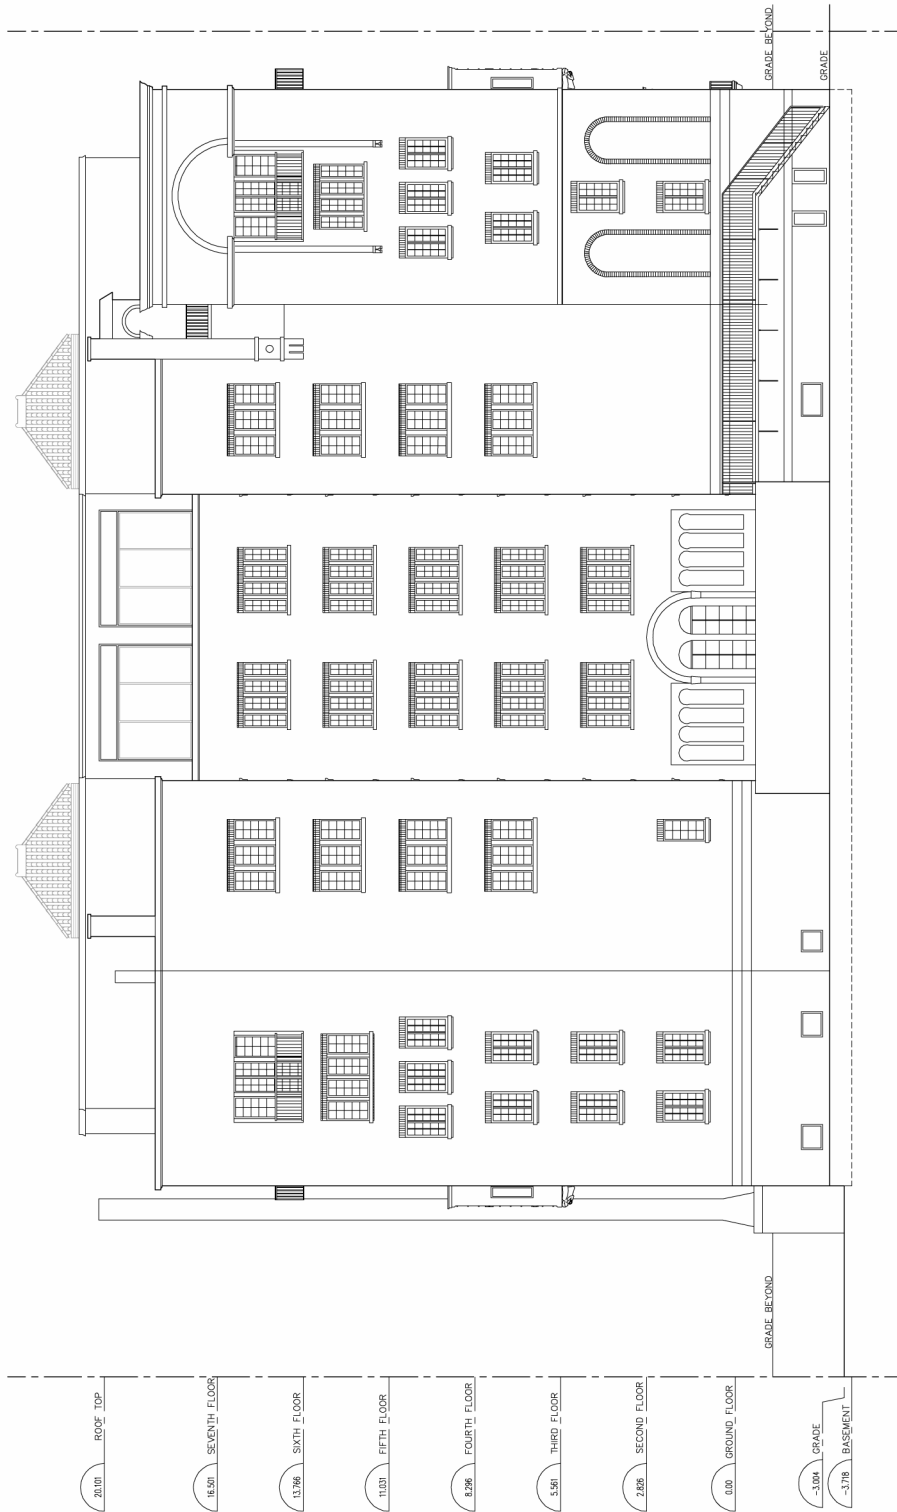 20.101 ROOF TOP
16.501 SEVENTH FLOOR
13.766 SIXTH FLOOR
11.031 FIFTH FLOOR
8.296 FOURTH FLOOR
5.561 THIRD FLOOR
2.826 SECOND FLOOR
0.00 GROUND FLOOR
-3.004 GRADE
-3.718 BASEMENT
GRADE BEYOND
GRADE BEYOND
GRADE